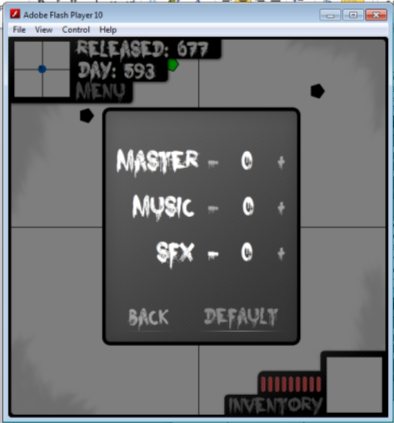 Adobe Flash Player 10
File View Control Help
RELEASED: 677
DAY: 593
MENU
MASTER - 0 +
MUSIC - 0 +
SFX - 0 +
BACK DEFAULT
INVENTORY